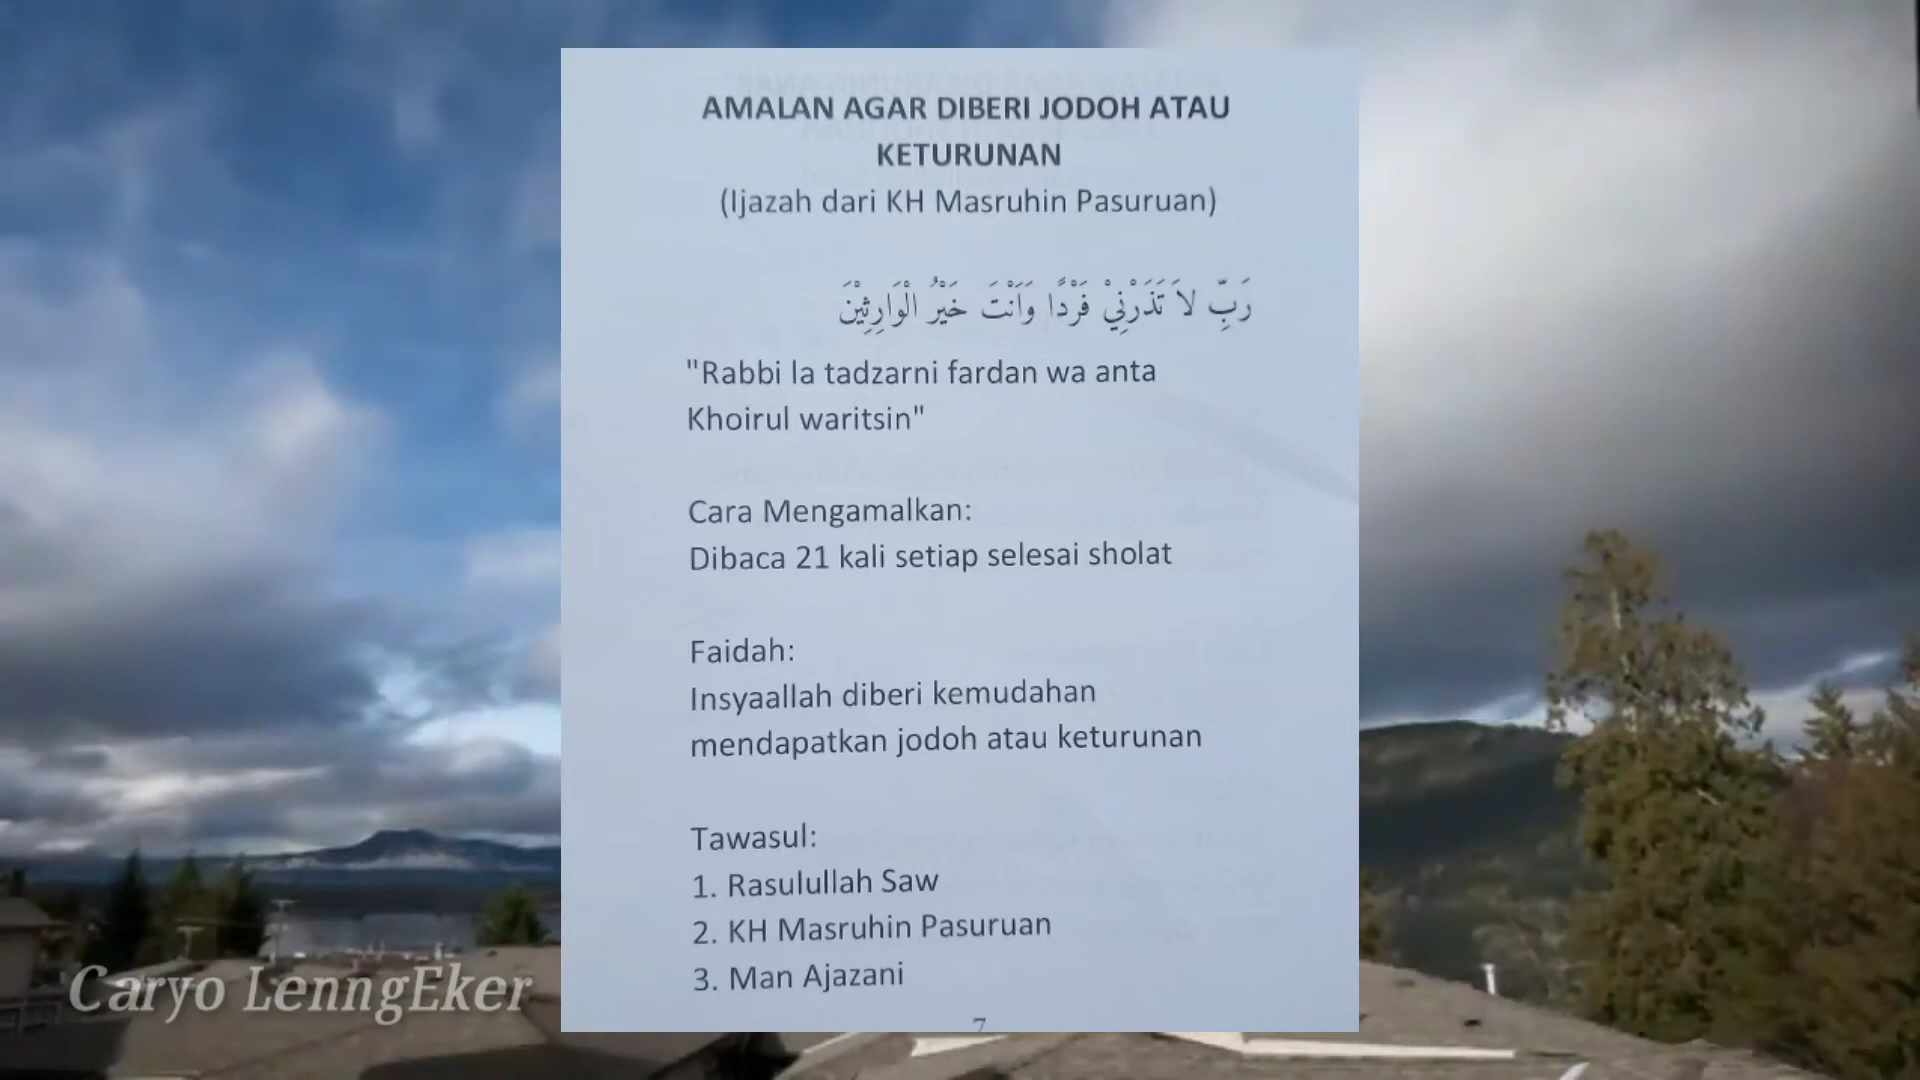 AMALAN AGAR DIBERI JODOH ATAU
KETURUNAN
(Ijazah dari KH Masruhin Pasuruan)
رَبِّ لاَ تَذَرْنِيْ فَرْدًا وَاَنْتَ خَيْرُ الْوَارِثِيْنَ
"Rabbi la tadzarni fardan wa anta
Khoirul waritsin"
Cara Mengamalkan:
Dibaca 21 kali setiap selesai sholat
Faidah:
Insyaallah diberi kemudahan
mendapatkan jodoh atau keturunan
Tawasul:
1. Rasulullah Saw
2. KH Masruhin Pasuruan
3. Man Ajazani
7
Caryo LenngEker